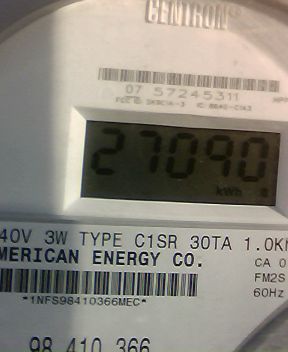 CENTRON®
07 57245311
27090
kWh
40V 3W TYPE C1SR 30TA 1.0K
MERICAN ENERGY CO.
CA 0
FM2S
60Hz
*1NFS98410366MEC*
98 410 366